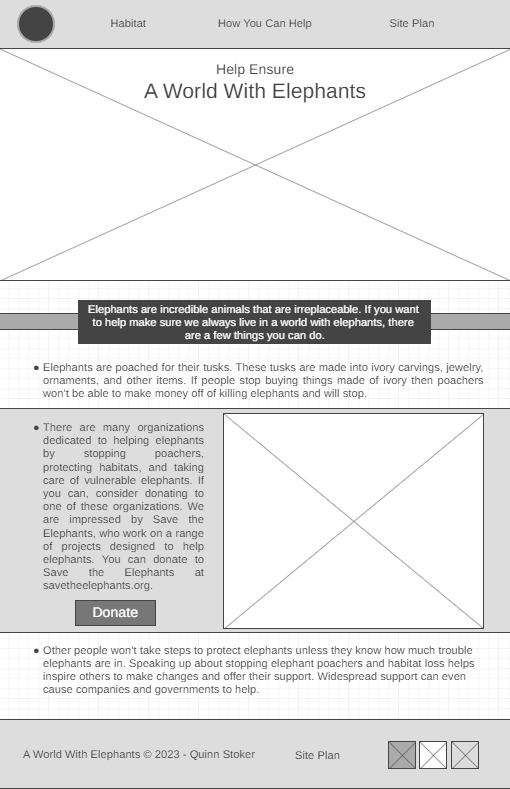 Habitat How You Can Help Site Plan
Help Ensure
A World With Elephants
Elephants are incredible animals that are irreplaceable. If you want
to help make sure we always live in a world with elephants, there
are a few things you can do.
● Elephants are poached for their tusks. These tusks are made into ivory carvings, jewelry,
ornaments, and other items. If people stop buying things made of ivory then poachers
won't be able to make money off of killing elephants and will stop.
● There are many organizations
dedicated to helping elephants
by stopping poachers,
protecting habitats, and taking
care of vulnerable elephants. If
you can, consider donating to
one of these organizations. We
are impressed by Save the
Elephants, who work on a range
of projects designed to help
elephants. You can donate to
Save the Elephants at
savetheelephants.org.
Donate
● Other people won't take steps to protect elephants unless they know how much trouble
elephants are in. Speaking up about stopping elephant poachers and habitat loss helps
inspire others to make changes and offer their support. Widespread support can even
cause companies and governments to help.
A World With Elephants © 2023 - Quinn Stoker Site Plan